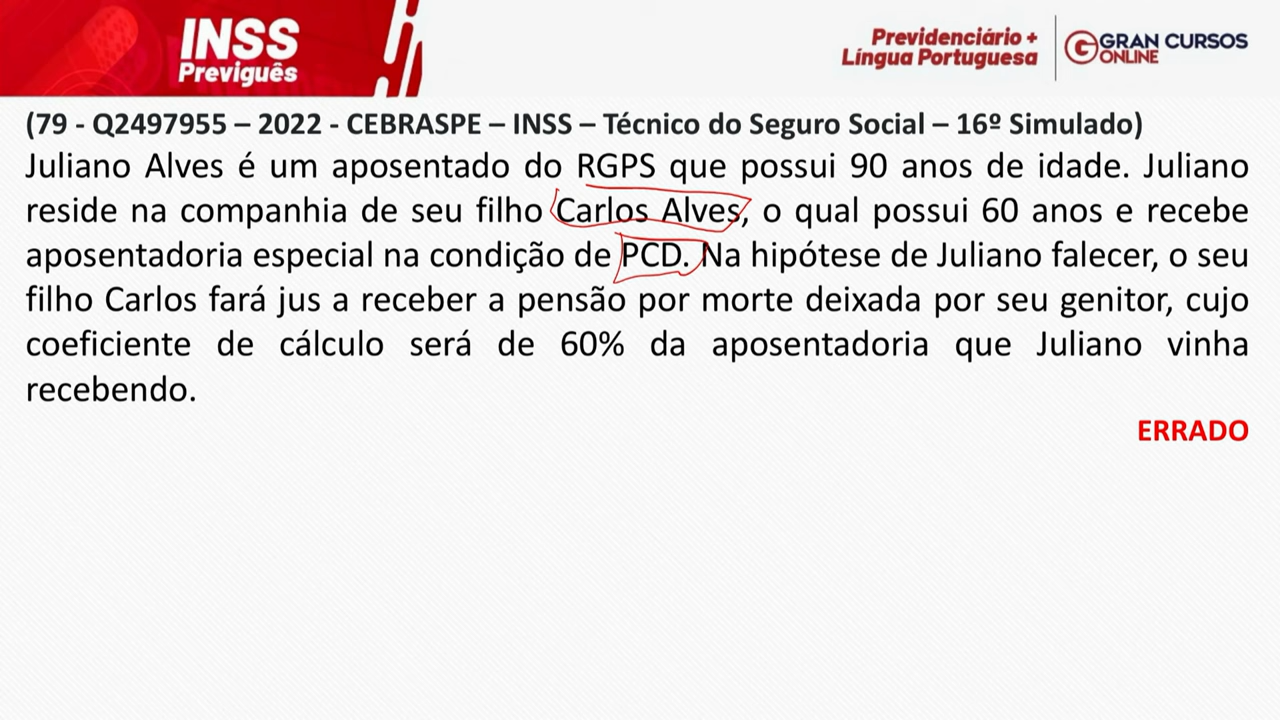 INSS
Previguês
Previdenciário +
Língua Portuguesa
GRAN CURSOS
ONLINE
(79 - Q2497955 – 2022 - CEBRASPE – INSS – Técnico do Seguro Social – 16º Simulado)
Juliano Alves é um aposentado do RGPS que possui 90 anos de idade. Juliano
reside na companhia de seu filho Carlos Alves, o qual possui 60 anos e recebe
aposentadoria especial na condição de PCD. Na hipótese de Juliano falecer, o seu
filho Carlos fará jus a receber a pensão por morte deixada por seu genitor, cujo
coeficiente de cálculo será de 60% da aposentadoria que Juliano vinha
recebendo.
ERRADO